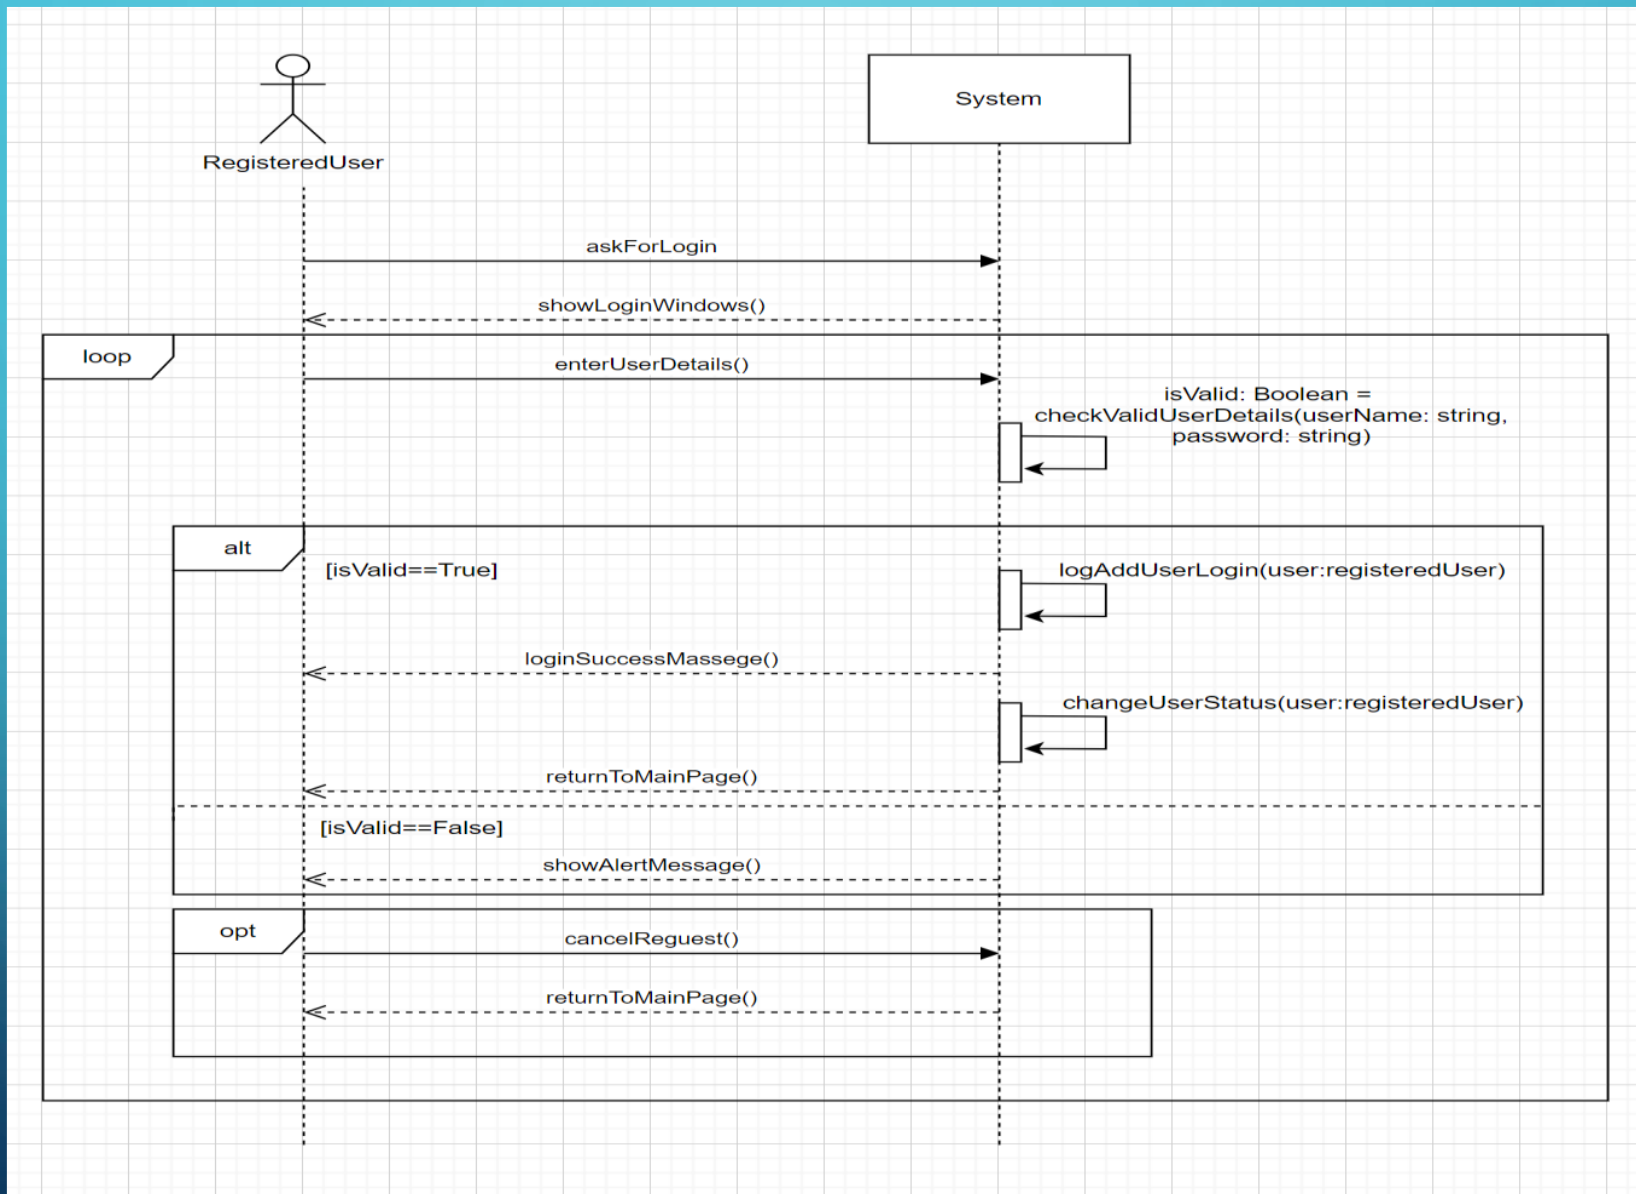 System
RegisteredUser
askForLogin
showLoginWindows()
loop
enterUserDetails()
isValid: Boolean =
checkValidUserDetails(userName: string,
password: string)
alt
[isValid==True]
logAddUserLogin(user:registeredUser)
loginSuccessMassege()
changeUserStatus(user:registeredUser)
returnToMainPage()
[isValid==False]
showAlertMessage()
opt
cancelReguest()
returnToMainPage()